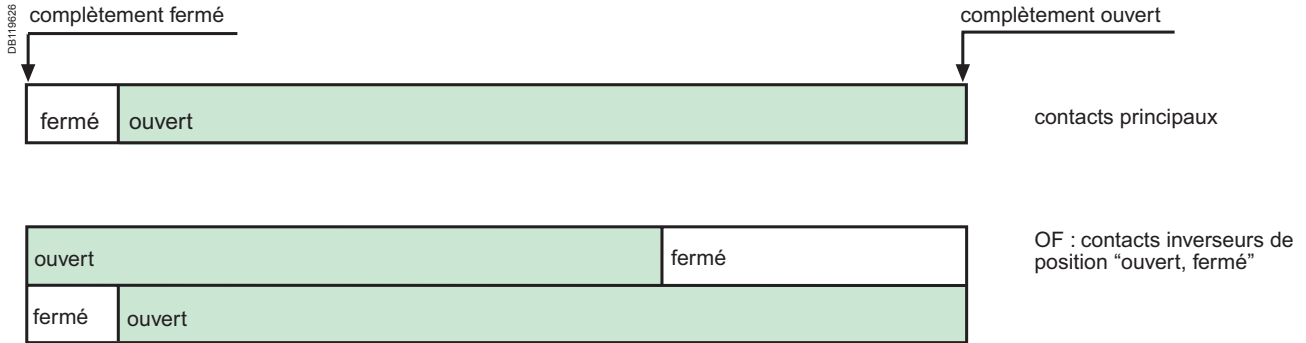 DB119626
complètement fermé
complètement ouvert
fermé
ouvert
contacts principaux
ouvert
fermé
OF : contacts inverseurs de
position “ouvert, fermé”
fermé
ouvert